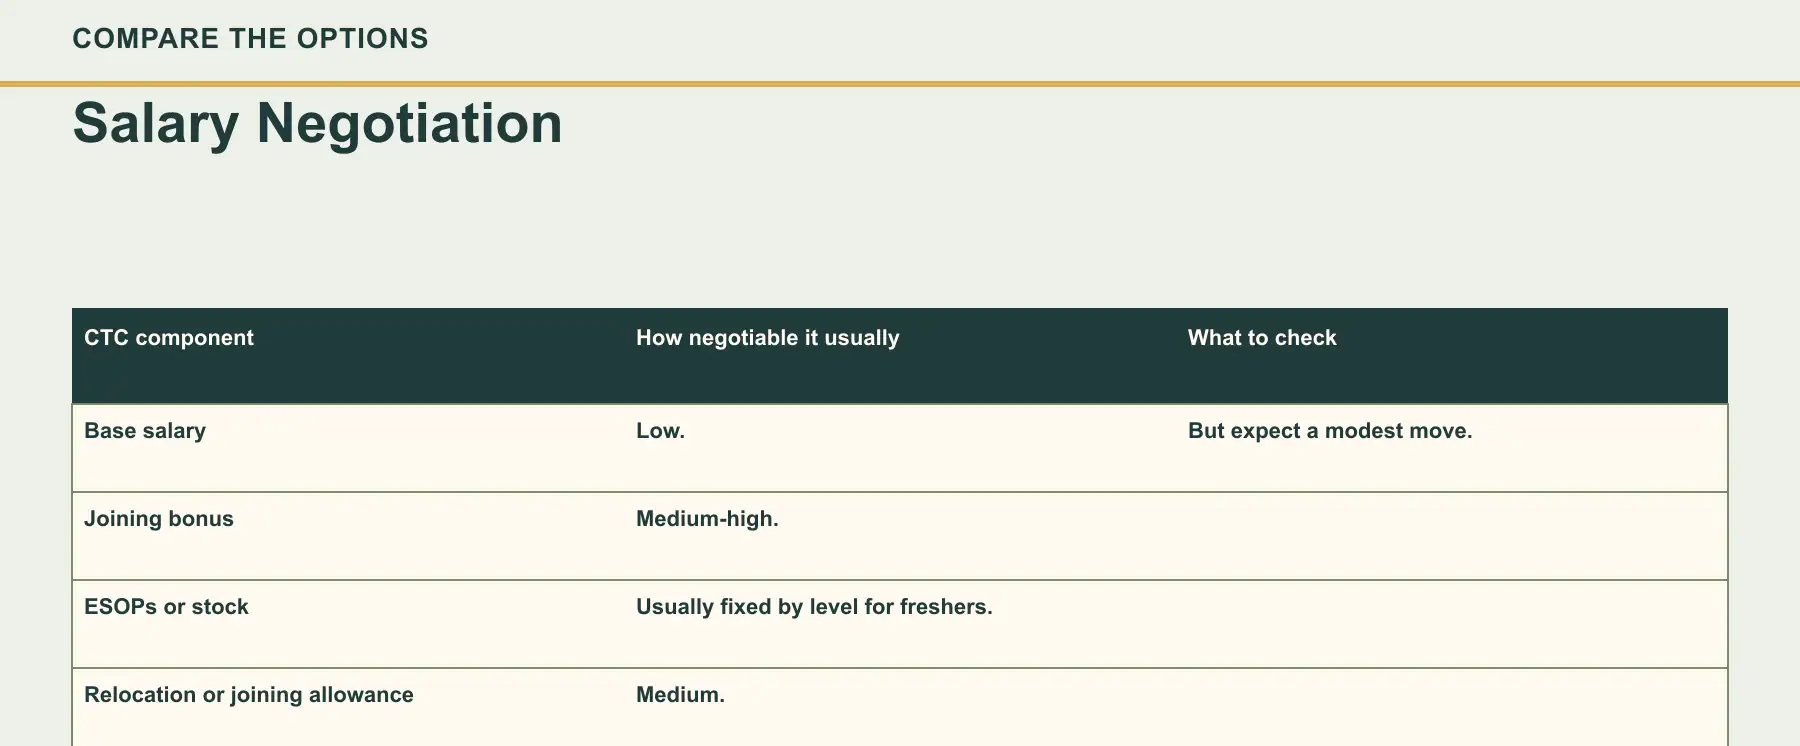 COMPARE THE OPTIONS
Salary Negotiation
CTC component How negotiable it usually What to check
Base salary Low. But expect a modest move.
Joining bonus Medium-high.
ESOPs or stock Usually fixed by level for freshers.
Relocation or joining allowance Medium.